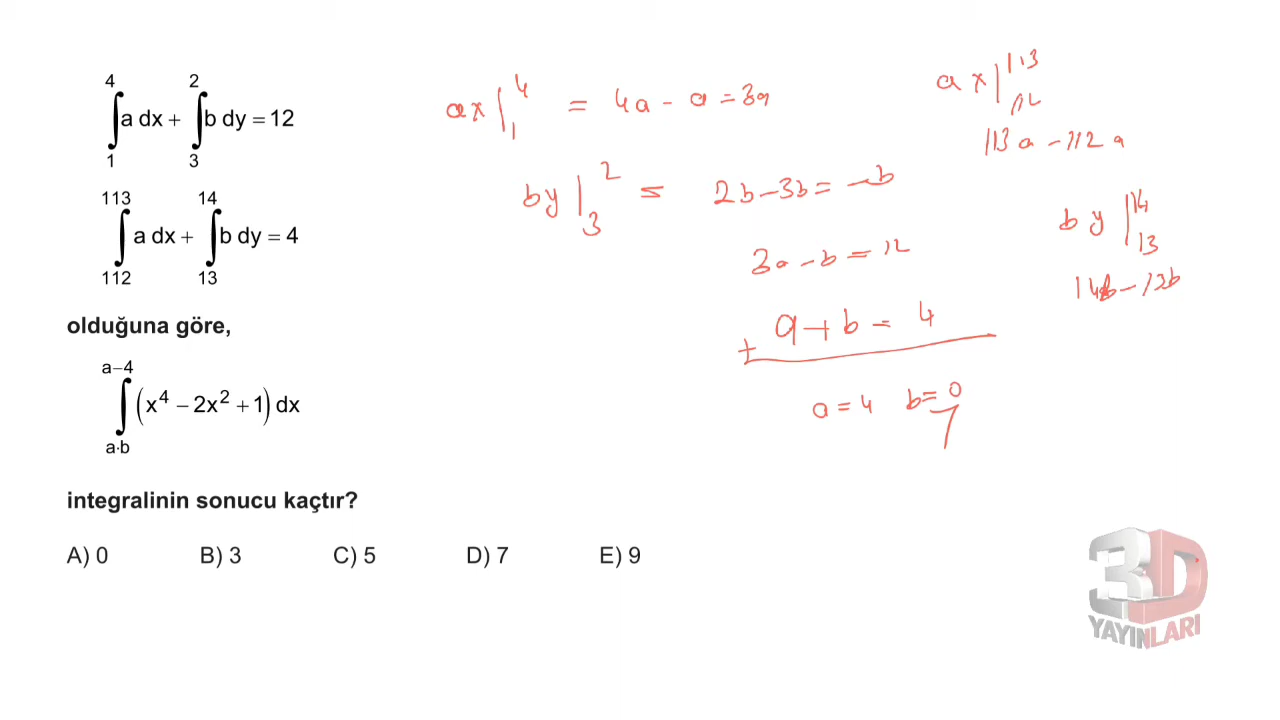 4 2
∫ a dx + ∫ b dy = 12
1 3
113 14
∫ a dx + ∫ b dy = 4
112 13
olduğuna göre,
a−4
∫ (x⁴ − 2x² + 1) dx
a·b
integralinin sonucu kaçtır?
A) 0 B) 3 C) 5 D) 7 E) 9
ax|₁⁴ = 4a - a = 3a
by|₃² = 2b - 3b = -b
3a - b = 12
+ a + b = 4
a = 4 b = 0
ax|₁₁₂¹¹³
113a - 112a
by|₁₃¹⁴
14b - 13b
3D
YAYINLARI